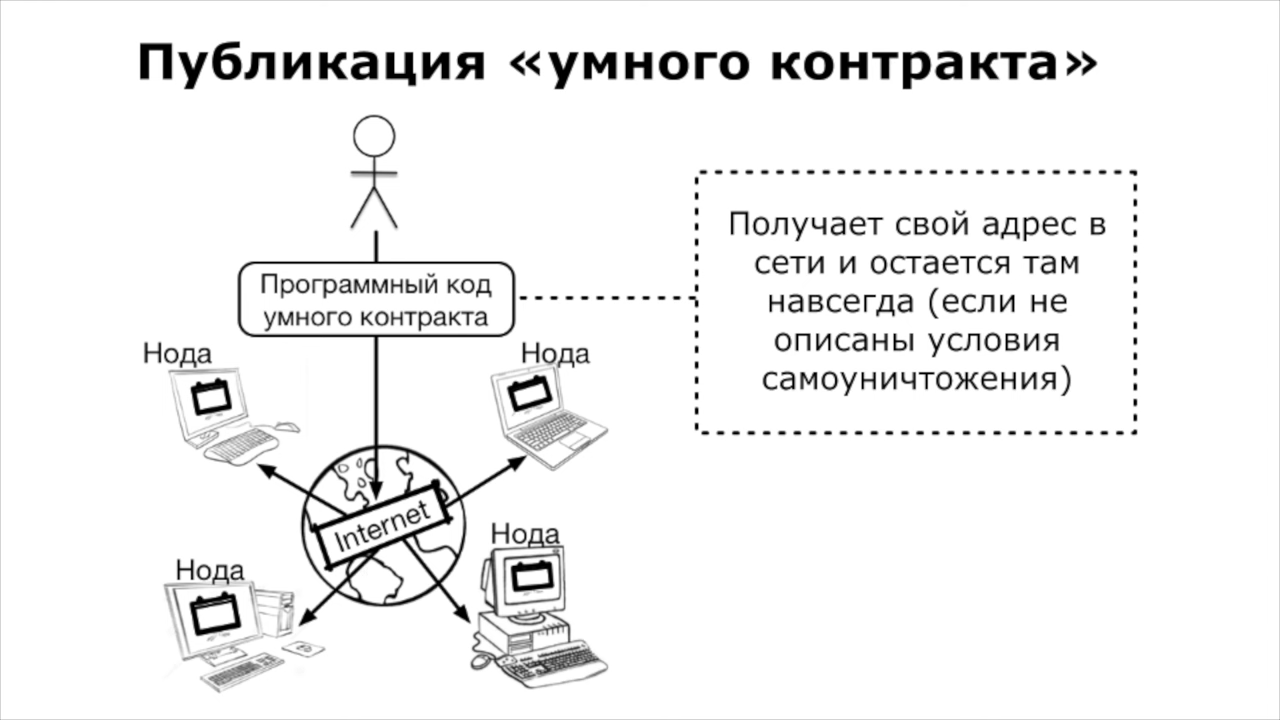 Публикация «умного контракта»
Программный код
умного контракта
Получает свой адрес в
сети и остается там
навсегда (если не
описаны условия
самоуничтожения)
Нода
Нода
Internet
Нода
Нода